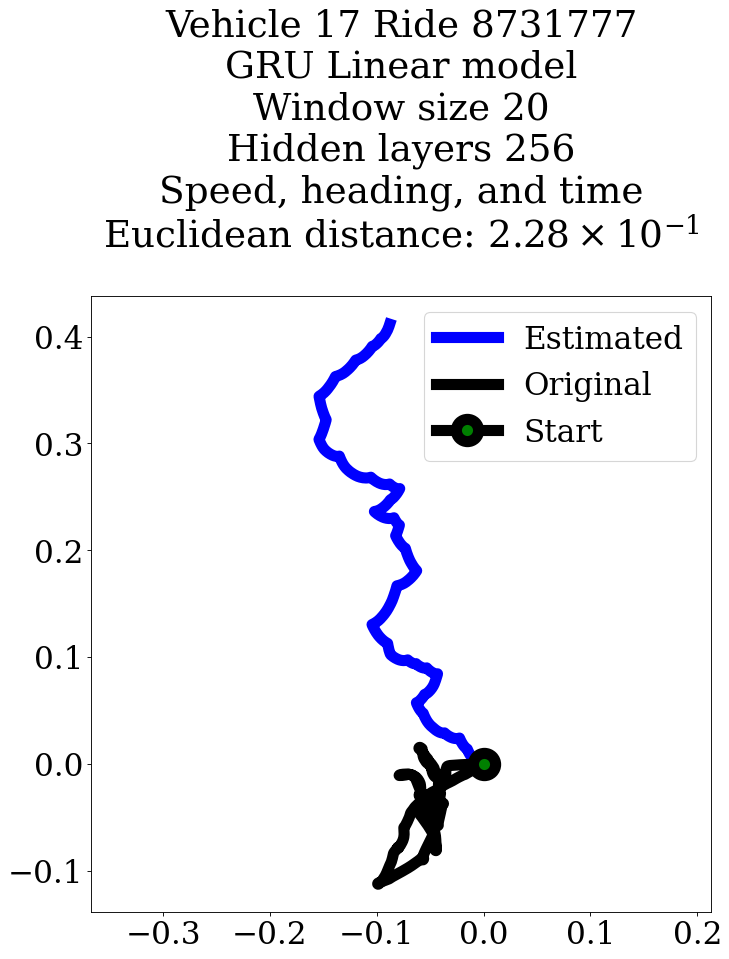 Vehicle 17 Ride 8731777
GRU Linear model
Window size 20
Hidden layers 256
Speed, heading, and time
Euclidean distance: 2.28 × 10⁻¹
Estimated
Original
Start
0.4
0.3
0.2
0.1
0.0
−0.1
−0.3 −0.2 −0.1 0.0 0.1 0.2